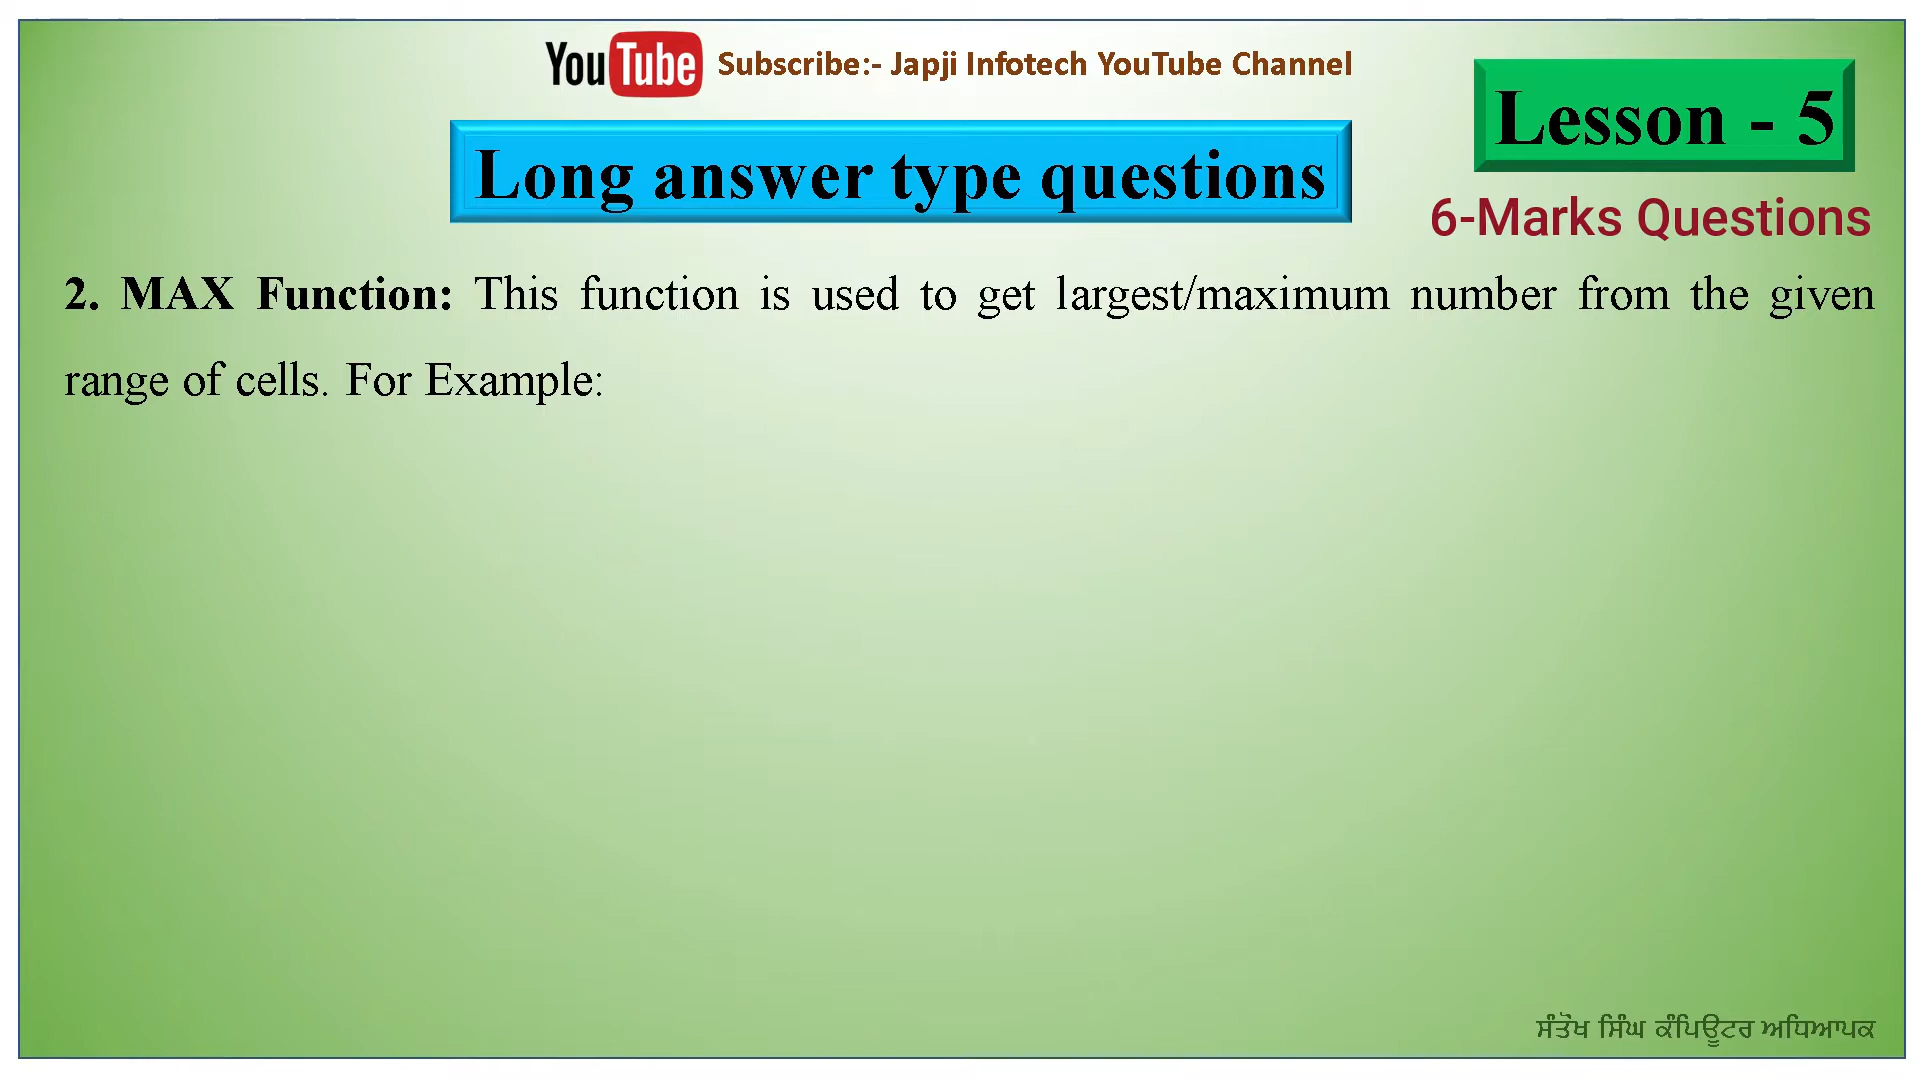 YouTube Subscribe:- Japji Infotech YouTube Channel
Lesson - 5
Long answer type questions
6-Marks Questions
2. MAX Function: This function is used to get largest/maximum number from the given
range of cells. For Example:
ਸੰਤੋਖ ਸਿੰਘ ਕੰਪਿਊਟਰ ਅਧਿਆਪਕ